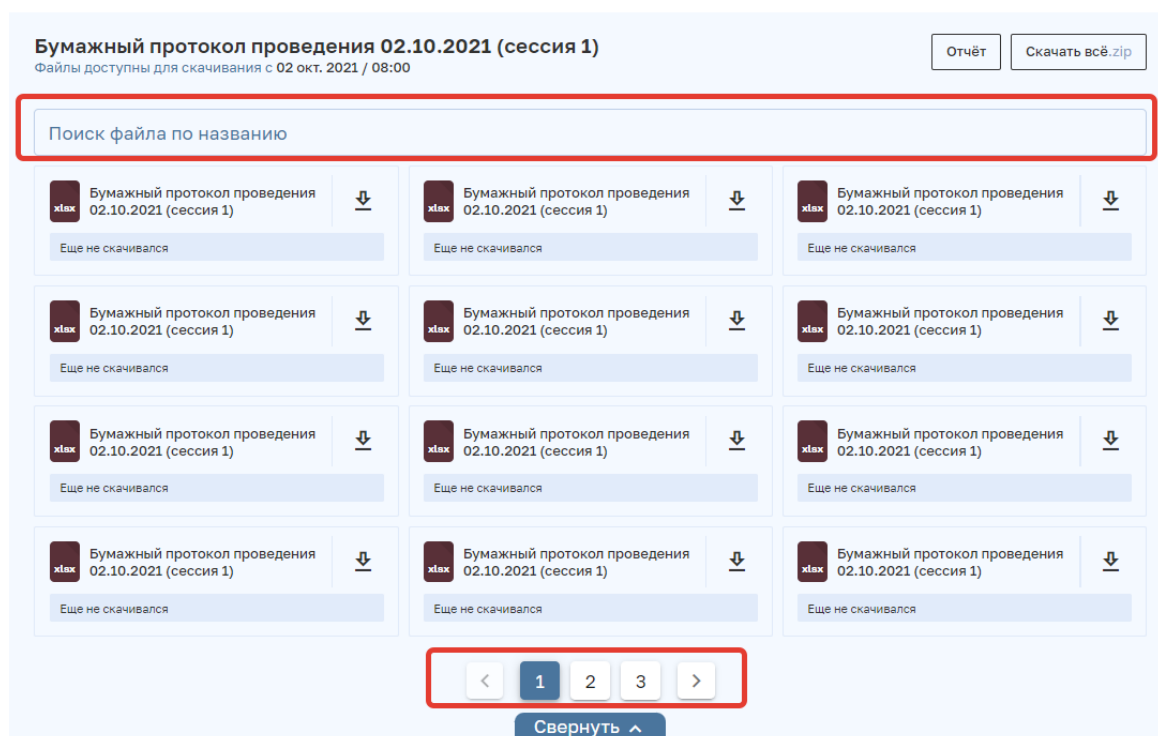 Бумажный протокол проведения 02.10.2021 (сессия 1)
Файлы доступны для скачивания с 02 окт. 2021 / 08:00
Отчёт
Скачать всё.zip
Поиск файла по названию
xlsx
Бумажный протокол проведения
02.10.2021 (сессия 1)
Еще не скачивался
xlsx
Бумажный протокол проведения
02.10.2021 (сессия 1)
Еще не скачивался
xlsx
Бумажный протокол проведения
02.10.2021 (сессия 1)
Еще не скачивался
xlsx
Бумажный протокол проведения
02.10.2021 (сессия 1)
Еще не скачивался
xlsx
Бумажный протокол проведения
02.10.2021 (сессия 1)
Еще не скачивался
xlsx
Бумажный протокол проведения
02.10.2021 (сессия 1)
Еще не скачивался
xlsx
Бумажный протокол проведения
02.10.2021 (сессия 1)
Еще не скачивался
xlsx
Бумажный протокол проведения
02.10.2021 (сессия 1)
Еще не скачивался
xlsx
Бумажный протокол проведения
02.10.2021 (сессия 1)
Еще не скачивался
xlsx
Бумажный протокол проведения
02.10.2021 (сессия 1)
Еще не скачивался
xlsx
Бумажный протокол проведения
02.10.2021 (сессия 1)
Еще не скачивался
xlsx
Бумажный протокол проведения
02.10.2021 (сессия 1)
Еще не скачивался
1 2 3
Свернуть